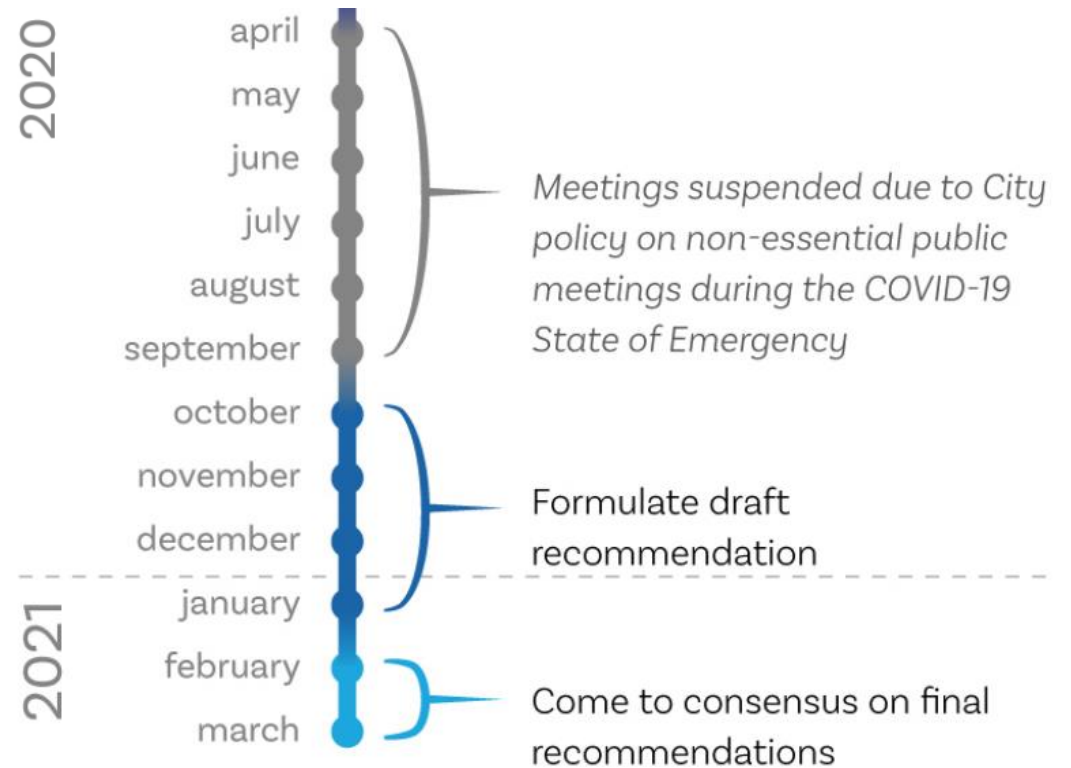 2020
april
may
june
july
august
september
october
november
december
Meetings suspended due to City
policy on non-essential public
meetings during the COVID-19
State of Emergency
Formulate draft
recommendation
2021
january
february
march
Come to consensus on final
recommendations